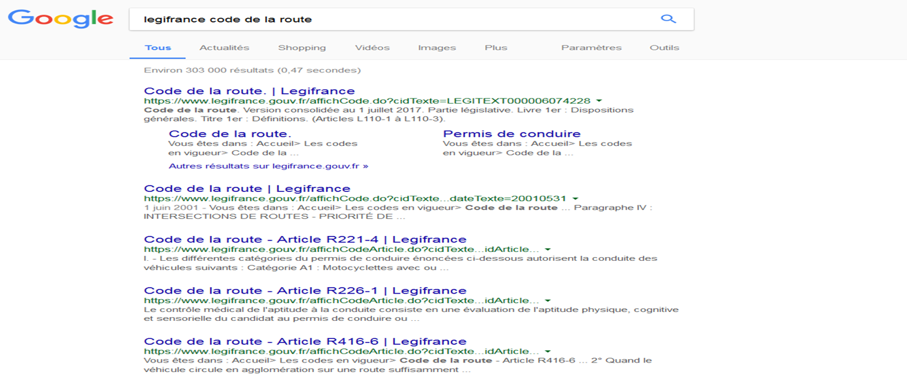 Google
legifrance code de la route
Tous Actualités Shopping Vidéos Images Plus Paramètres Outils
Environ 303 000 résultats (0,47 secondes)
Code de la route. | Legifrance
https://www.legifrance.gouv.fr/affichCode.do?cidTexte=LEGITEXT000006074228
Code de la route. Version consolidée au 1 juillet 2017. Partie législative. Livre 1er : Dispositions
générales. Titre 1er : Définitions. (Articles L110-1 à L110-3).
Code de la route.
Vous êtes dans : Accueil> Les codes
en vigueur> Code de la ...
Permis de conduire
Vous êtes dans : Accueil> Les codes
en vigueur> Code de la ...
Autres résultats sur legifrance.gouv.fr »
Code de la route | Legifrance
https://www.legifrance.gouv.fr/affichCode.do?cidTexte...dateTexte=20010531
1 juin 2001 - Vous êtes dans : Accueil> Les codes en vigueur> Code de la route ... Paragraphe IV :
INTERSECTIONS DE ROUTES - PRIORITÉ DE ...
Code de la route - Article R221-4 | Legifrance
https://www.legifrance.gouv.fr/affichCodeArticle.do?cidTexte...idArticle...
I. - Les différentes catégories du permis de conduire énoncées ci-dessous autorisent la conduite des
véhicules suivants : Catégorie A1 : Motocyclettes avec ou ...
Code de la route - Article R226-1 | Legifrance
https://www.legifrance.gouv.fr/affichCodeArticle.do?cidTexte...idArticle...
Le contrôle médical de l'aptitude à la conduite consiste en une évaluation de l'aptitude physique, cognitive
et sensorielle du candidat au permis de conduire ou ...
Code de la route - Article R416-6 | Legifrance
https://www.legifrance.gouv.fr/affichCodeArticle.do?cidTexte...idArticle...
Vous êtes dans : Accueil> Les codes en vigueur> Code de la route - Article R416-6 ... 2° Quand le
véhicule circule en agglomération sur une route suffisamment ...